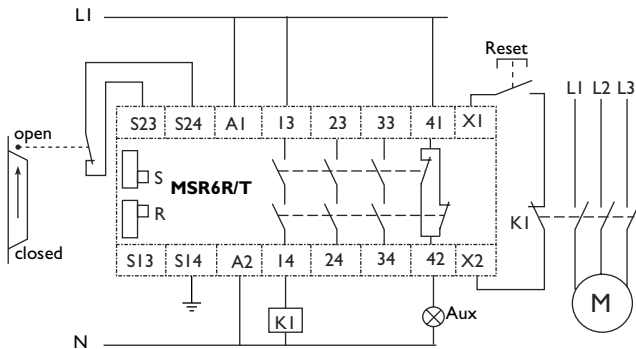 L1
Reset
L1 L2 L3
S23 S24 A1 13 23 33 41 X1
open
S
MSR6R/T
R
K1
closed
S13 S14 A2 14 24 34 42 X2
M
K1
Aux
N